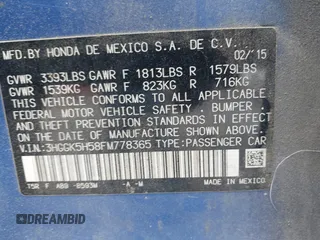 MFD.BY HONDA DE MEXICO S.A. DE C.V.
02/'15
GVWR 3393LBS GAWR F 1813LBS R 1579LBS
GVWR 1539KG GAWR F 823KG R 716KG
THIS VEHICLE CONFORMS TO ALL APPLICABLE
FEDERAL MOTOR VEHICLE SAFETY, BUMPER
AND THEFT PREVENTION STANDARDS IN EFFECT
ON THE DATE OF MANUFACTURE SHOWN ABOVE.
V.I.N:3HGGK5H58FM778365 TYPE:PASSENGER CAR
-A -M
MADE IN MEXICO
DREAMBID